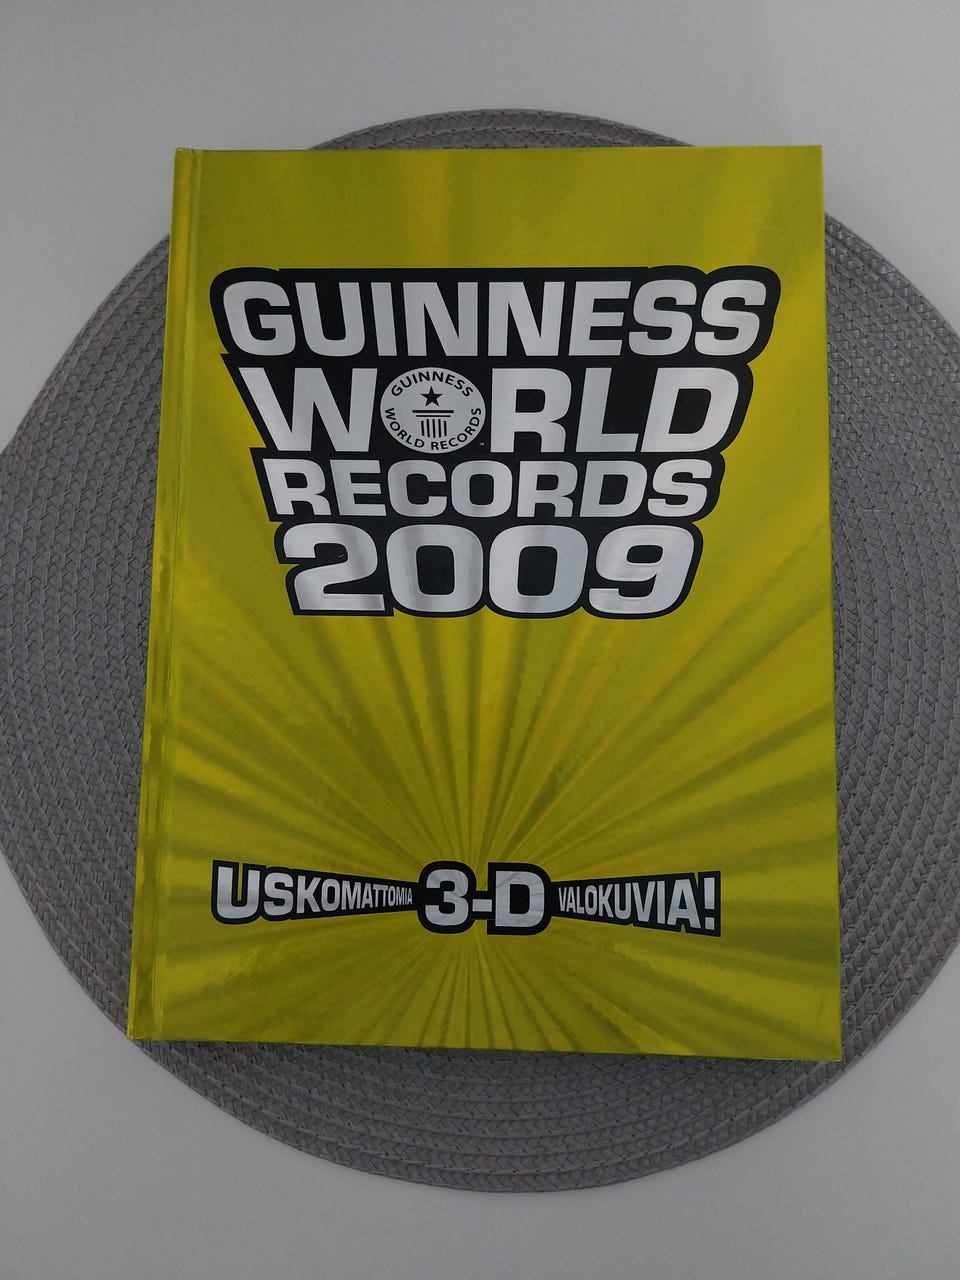 GUINNESS
WORLD
GUINNESS
WORLD RECORDS
RECORDS
2009
USKOMATTOMIA 3-D VALOKUVIA!